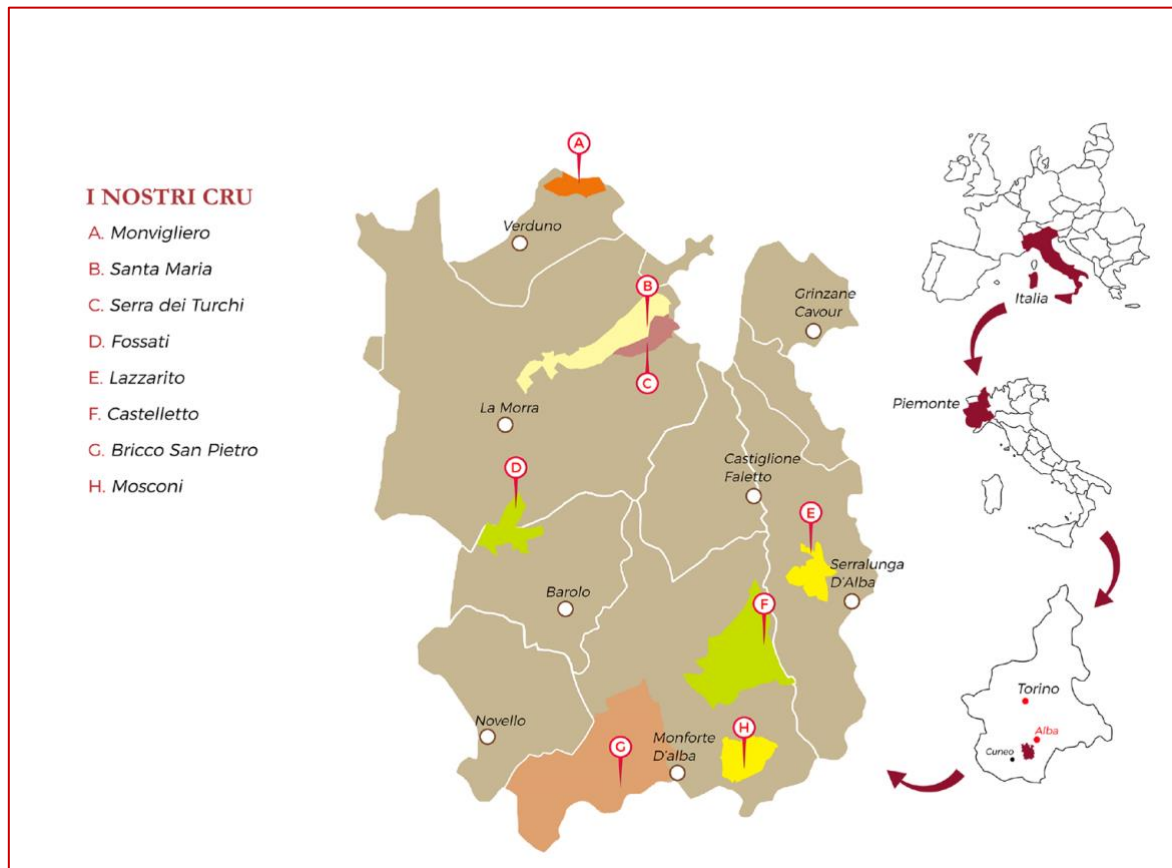 I NOSTRI CRU
A. Monvigliero
B. Santa Maria
C. Serra dei Turchi
D. Fossati
E. Lazzarito
F. Castelletto
G. Bricco San Pietro
H. Mosconi
A
Verduno
B
Grinzane
Cavour
C
La Morra
D
Castiglione
Faletto
E
Serralunga
D'Alba
Barolo
F
Novello
G
Monforte
D'alba
H
Italia
Piemonte
Torino
Alba
Cuneo